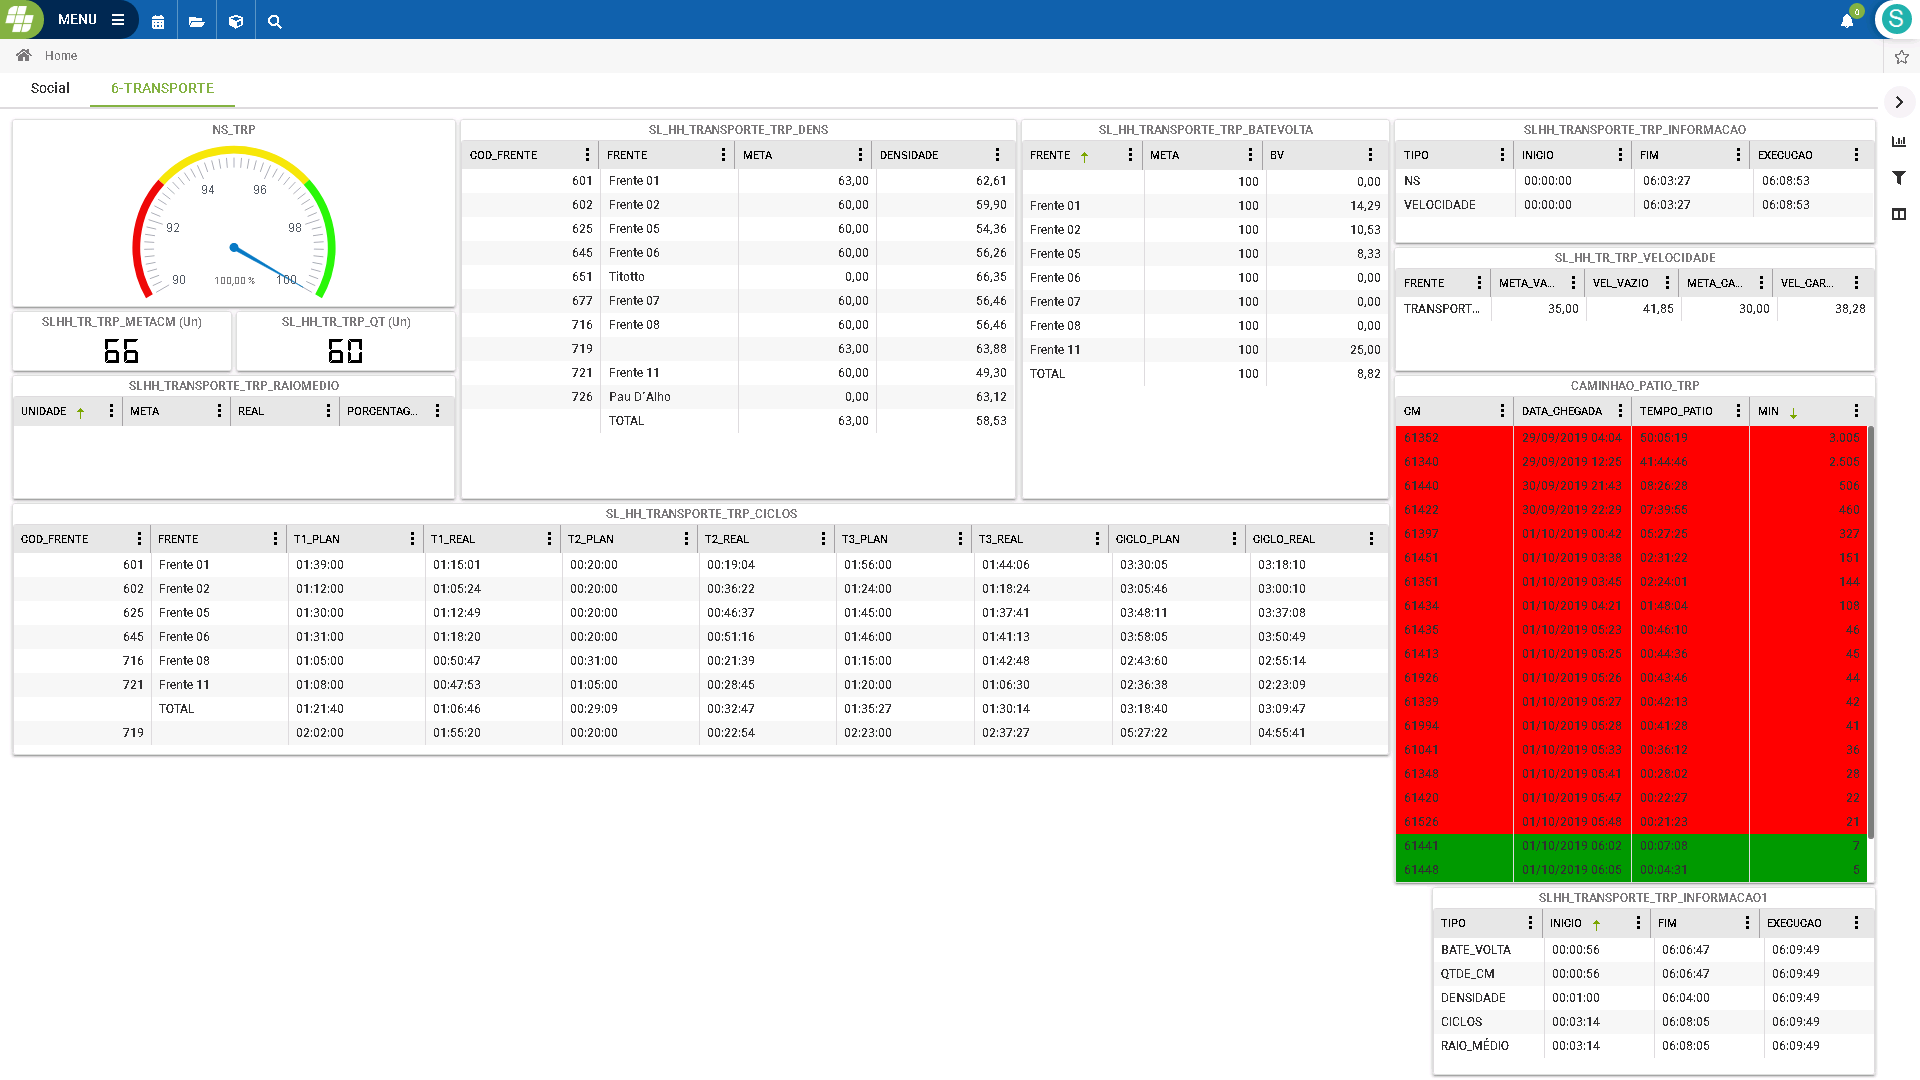 MENU
0
S
Home
Social 6-TRANSPORTE
NS_TRP
90 92 94 96 98 100
100,00 %
SLHH_TR_TRP_METACM (Un)
66
SLHH_TR_TRP_QT (Un)
60
SLHH_TRANSPORTE_TRP_RAIOMEDIO
UNIDADE META REAL PORCENTAG...
SL_HH_TRANSPORTE_TRP_DENS
COD_FRENTE FRENTE META DENSIDADE
601 Frente 01 63,00 62,61
602 Frente 02 60,00 59,90
625 Frente 05 60,00 54,36
645 Frente 06 60,00 56,26
651 Titotto 0,00 66,35
677 Frente 07 60,00 56,46
716 Frente 08 60,00 56,46
719 63,00 63,88
721 Frente 11 60,00 49,30
726 Pau D´Alho 0,00 63,12
TOTAL 63,00 58,53
SL_HH_TRANSPORTE_TRP_BATEVOLTA
FRENTE META BV
100 0,00
Frente 01 100 14,29
Frente 02 100 10,53
Frente 05 100 8,33
Frente 06 100 0,00
Frente 07 100 0,00
Frente 08 100 0,00
Frente 11 100 25,00
TOTAL 100 8,82
SLHH_TRANSPORTE_TRP_INFORMACAO
TIPO INICIO FIM EXECUCAO
NS 00:00:00 06:03:27 06:08:53
VELOCIDADE 00:00:00 06:03:27 06:08:53
SL_HH_TR_TRP_VELOCIDADE
FRENTE META_VA... VEL_VAZIO META_CA... VEL_CAR...
TRANSPORT... 35,00 41,85 30,00 38,28
SL_HH_TRANSPORTE_TRP_CICLOS
COD_FRENTE FRENTE T1_PLAN T1_REAL T2_PLAN T2_REAL T3_PLAN T3_REAL CICLO_PLAN CICLO_REAL
601 Frente 01 01:39:00 01:15:01 00:20:00 00:19:04 01:56:00 01:44:06 03:30:05 03:18:10
602 Frente 02 01:12:00 01:05:24 00:20:00 00:36:22 01:24:00 01:18:24 03:05:46 03:00:10
625 Frente 05 01:30:00 01:12:49 00:20:00 00:46:37 01:45:00 01:37:41 03:48:11 03:37:08
645 Frente 06 01:31:00 01:18:20 00:20:00 00:51:16 01:46:00 01:41:13 03:58:05 03:50:49
716 Frente 08 01:05:00 00:50:47 00:31:00 00:21:39 01:15:00 01:42:48 02:43:60 02:55:14
721 Frente 11 01:08:00 00:47:53 01:05:00 00:28:45 01:20:00 01:06:30 02:36:38 02:23:09
TOTAL 01:21:40 01:06:46 00:29:09 00:32:47 01:35:27 01:30:14 03:18:40 03:09:47
719 02:02:00 01:55:20 00:20:00 00:22:54 02:23:00 02:37:27 05:27:22 04:55:41
CAMINHAO_PATIO_TRP
CM DATA_CHEGADA TEMPO_PATIO MIN
61352 29/09/2019 04:04 50:05:19 3.005
61340 29/09/2019 12:25 41:44:46 2.505
61440 30/09/2019 21:43 08:26:28 506
61422 30/09/2019 22:29 07:39:55 460
61397 01/10/2019 00:42 05:27:25 327
61451 01/10/2019 03:38 02:31:22 151
61351 01/10/2019 03:45 02:24:01 144
61434 01/10/2019 04:21 01:48:04 108
61435 01/10/2019 05:23 00:46:10 46
61413 01/10/2019 05:25 00:44:36 45
61926 01/10/2019 05:26 00:43:46 44
61339 01/10/2019 05:27 00:42:13 42
61994 01/10/2019 05:28 00:41:28 41
61041 01/10/2019 05:33 00:36:12 36
61348 01/10/2019 05:41 00:28:02 28
61420 01/10/2019 05:47 00:22:27 22
61526 01/10/2019 05:48 00:21:23 21
61441 01/10/2019 06:02 00:07:08 7
61448 01/10/2019 06:05 00:04:31 5
SLHH_TRANSPORTE_TRP_INFORMACAO1
TIPO INICIO FIM EXECUCAO
BATE_VOLTA 00:00:56 06:06:47 06:09:49
QTDE_CM 00:00:56 06:06:47 06:09:49
DENSIDADE 00:01:00 06:04:00 06:09:49
CICLOS 00:03:14 06:08:05 06:09:49
RAIO_MÉDIO 00:03:14 06:08:05 06:09:49